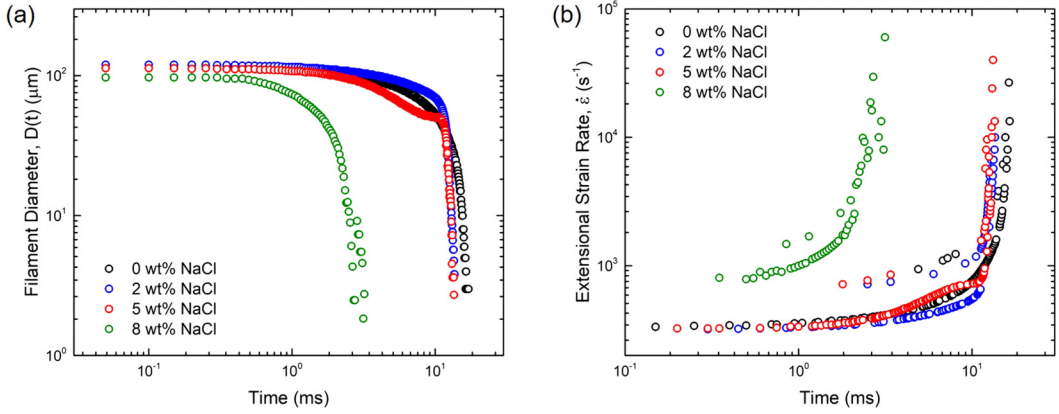 (a)
Filament Diameter, D(t) (μm)
10²
10¹
10⁰
0 wt% NaCl
2 wt% NaCl
5 wt% NaCl
8 wt% NaCl
10⁻¹
10⁰
10¹
Time (ms)
(b)
Extensional Strain Rate, ε̇ (s⁻¹)
10⁵
10⁴
10³
0 wt% NaCl
2 wt% NaCl
5 wt% NaCl
8 wt% NaCl
10⁻¹
10⁰
10¹
Time (ms)